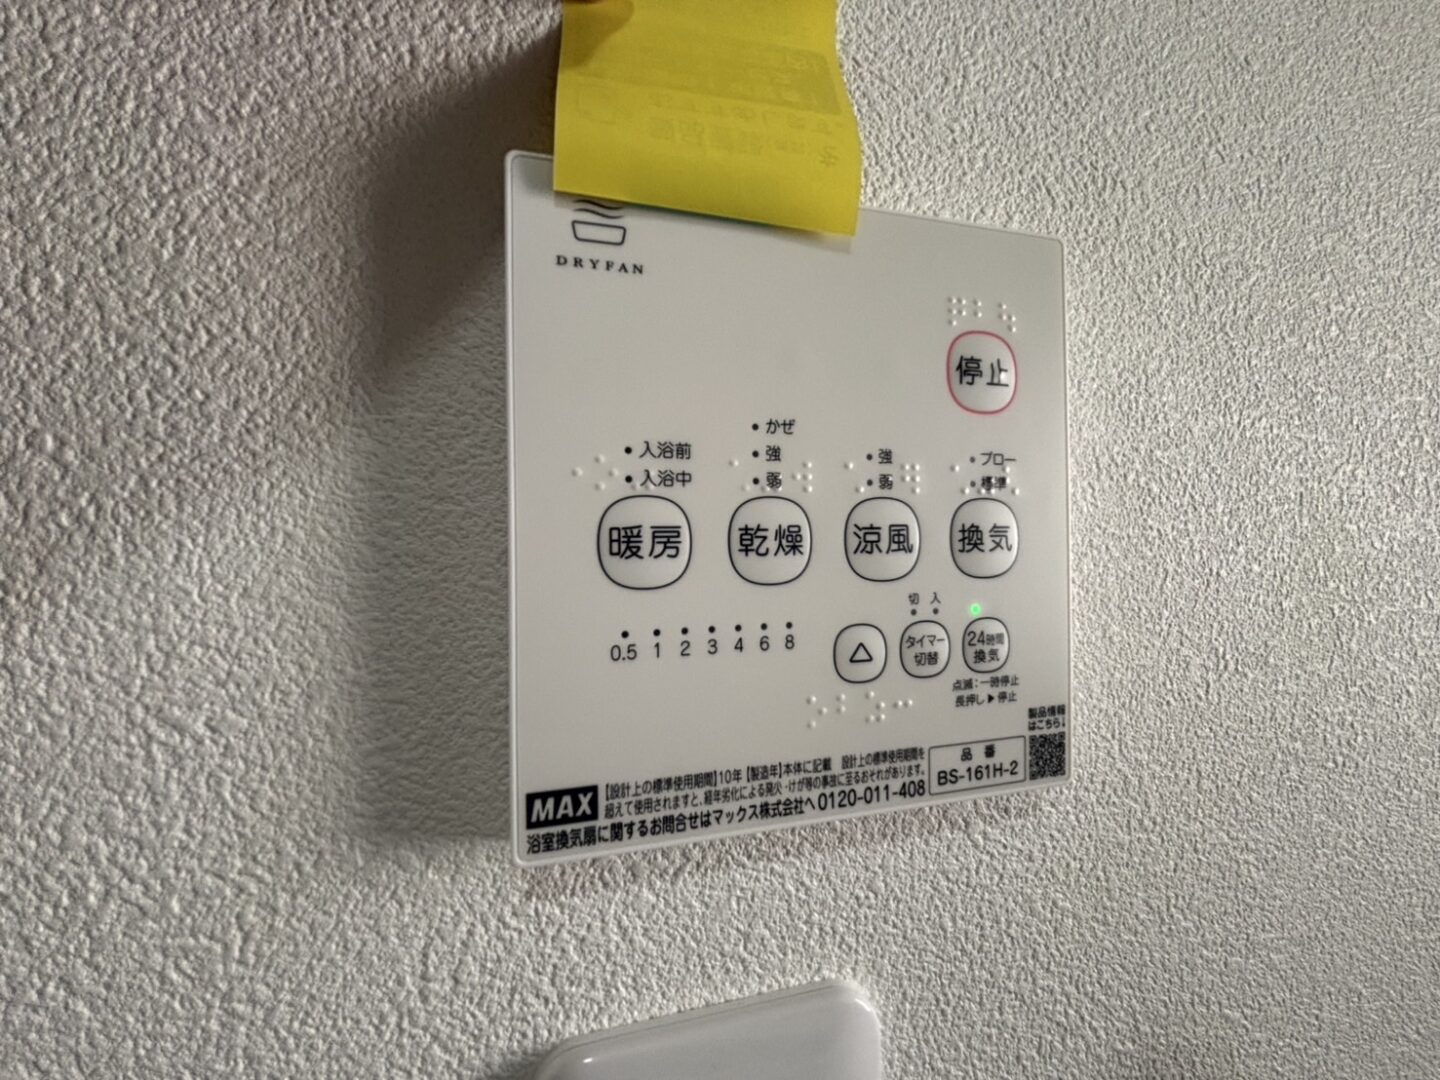 DRYFAN
停止
かぜ
入浴前 強 強 ブロー
入浴中 弱 弱 標準
暖房 乾燥 涼風 換気
切 入
0.5 1 2 3 4 6 8
△ タイマー切替 24時間換気
点滅:一時停止
長押し▶停止
製品情報
はこちら↓
MAX
【設計上の標準使用期間】10年【製造年】本体に記載 設計上の標準使用期間を
超えて使用されますと、経年劣化による発火・けが等の事故に至るおそれがあります。
浴室換気扇に関するお問合せはマックス株式会社へ 0120-011-408
品番
BS-161H-2